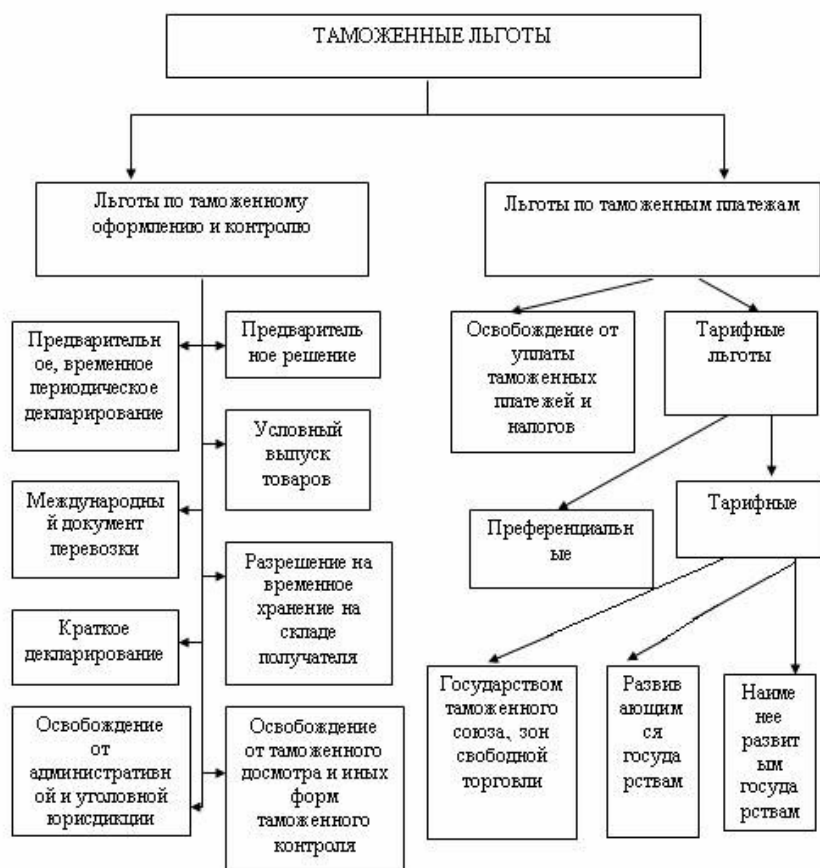 ТАМОЖЕННЫЕ ЛЬГОТЫ
Льготы по таможенному
оформлению и контролю
Льготы по таможенным платежам
Предварительн
ое, временное
периодическое
декларирование
Предваритель
ное решение
Условный
выпуск
товаров
Международны
й документ
перевозки
Разрешение на
временное
хранение на
складе
получателя
Краткое
декларирование
Освобождение
от
административн
ой и уголовной
юрисдикции
Освобождение
от таможенного
досмотра и иных
форм
таможенного
контроля
Освобождение от
уплаты
таможенных
платежей и
налогов
Тарифные
льготы
Преференциальн
ые
Тарифные
Государством
таможенного
союза, зон
свободной
торговли
Развив
ающим
ся
госуда
рствам
Наиме
нее
развит
ым
госуда
рствам